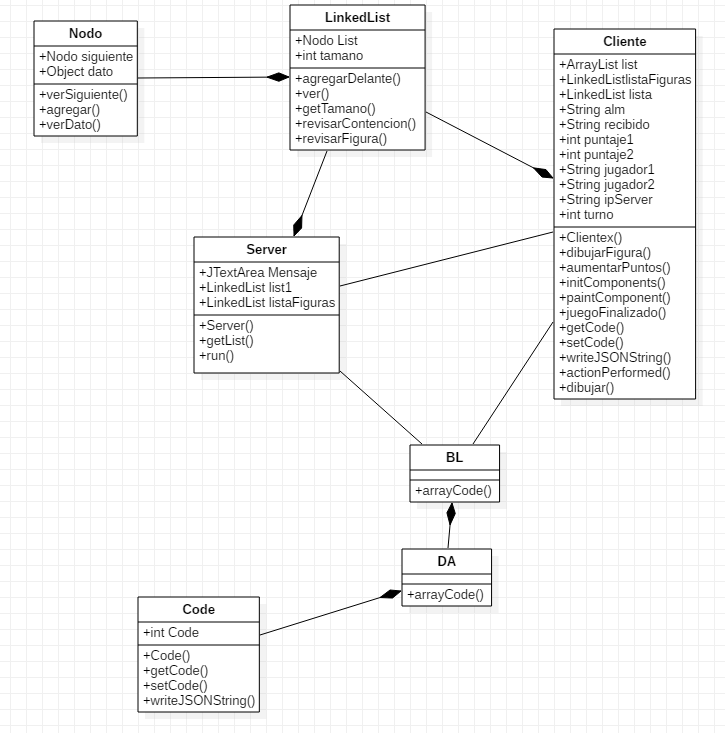 Nodo
+Nodo siguiente
+Object dato
+verSiguiente()
+agregar()
+verDato()
LinkedList
+Nodo List
+int tamano
+agregarDelante()
+ver()
+getTamano()
+revisarContencion()
+revisarFigura()
Cliente
+ArrayList list
+LinkedListlistaFiguras
+LinkedList lista
+String alm
+String recibido
+int puntaje1
+int puntaje2
+String jugador1
+String jugador2
+String ipServer
+int turno
+Clientex()
+dibujarFigura()
+aumentarPuntos()
+initComponents()
+paintComponent()
+juegoFinalizado()
+getCode()
+setCode()
+writeJSONString()
+actionPerformed()
+dibujar()
Server
+JTextArea Mensaje
+LinkedList list1
+LinkedList listaFiguras
+Server()
+getList()
+run()
BL
+arrayCode()
DA
+arrayCode()
Code
+int Code
+Code()
+getCode()
+setCode()
+writeJSONString()